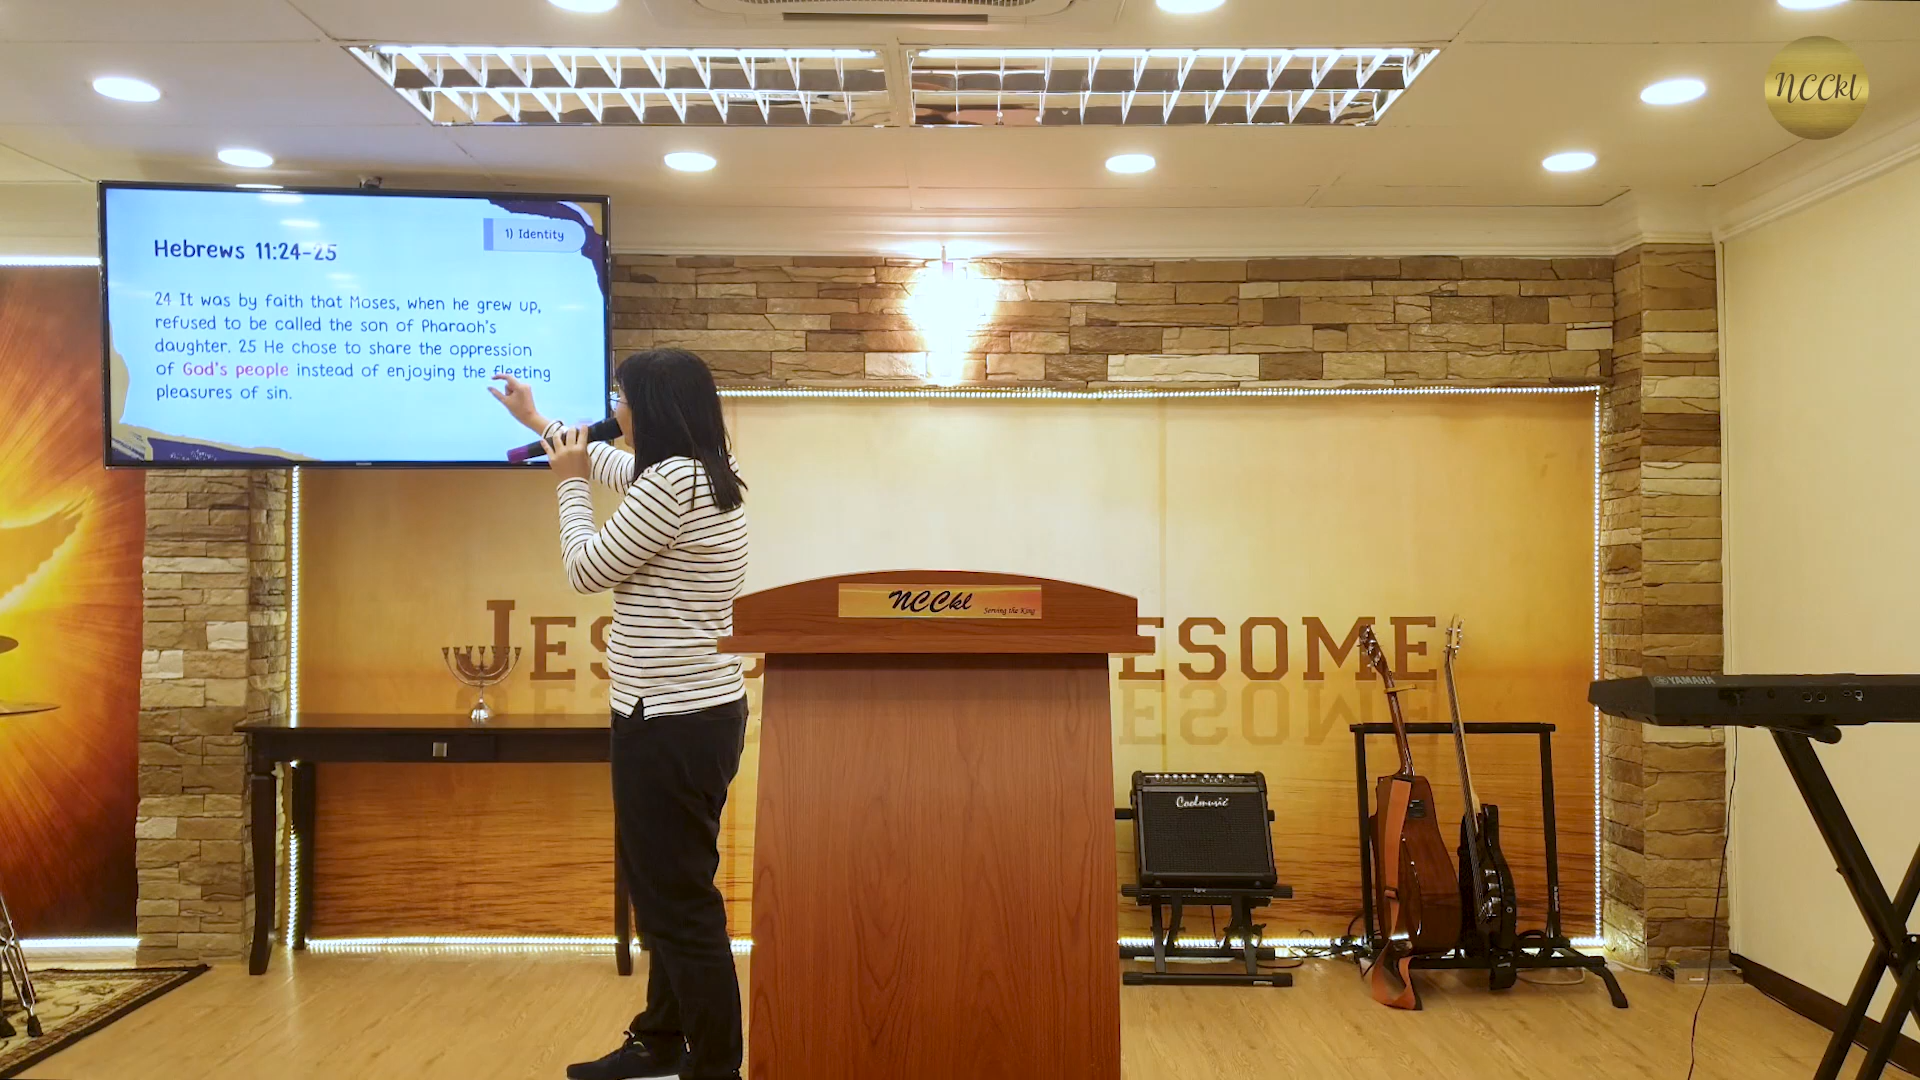 NCCkl
1) Identity
Hebrews 11:24-25
24 It was by faith that Moses, when he grew up,
refused to be called the son of Pharaoh's
daughter. 25 He chose to share the oppression
of God's people instead of enjoying the fleeting
pleasures of sin.
NCCkl
Serving the King
JES
ESOME
YAMAHA
Coolmusic